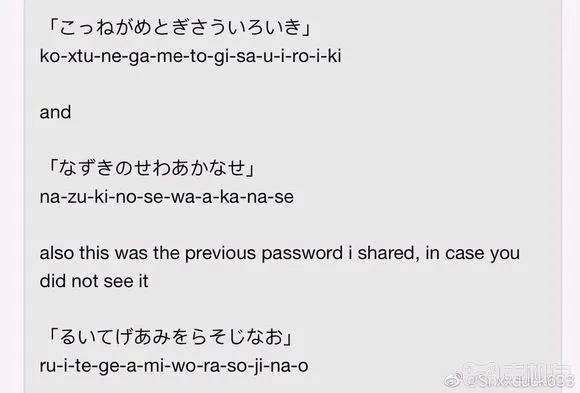 「こっねがめとぎさういろいき」
ko-xtu-ne-ga-me-to-gi-sa-u-i-ro-i-ki
and
「なずきのせわあかなせ」
na-zu-ki-no-se-wa-a-ka-na-se
also this was the previous password i shared, in case you
did not see it
「るいてげあみをらそじなお」
ru-i-te-ge-a-mi-wo-ra-so-ji-na-o